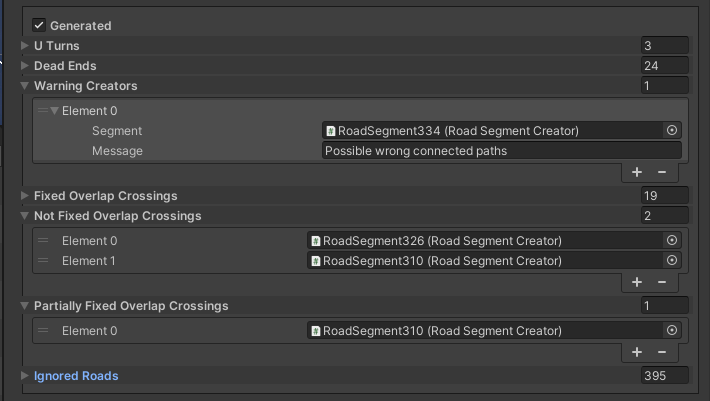 Generated
U Turns 3
Dead Ends 24
Warning Creators 1
Element 0
Segment RoadSegment334 (Road Segment Creator)
Message Possible wrong connected paths
+ −
Fixed Overlap Crossings 19
Not Fixed Overlap Crossings 2
Element 0 RoadSegment326 (Road Segment Creator)
Element 1 RoadSegment310 (Road Segment Creator)
+ −
Partially Fixed Overlap Crossings 1
Element 0 RoadSegment310 (Road Segment Creator)
+ −
Ignored Roads 395